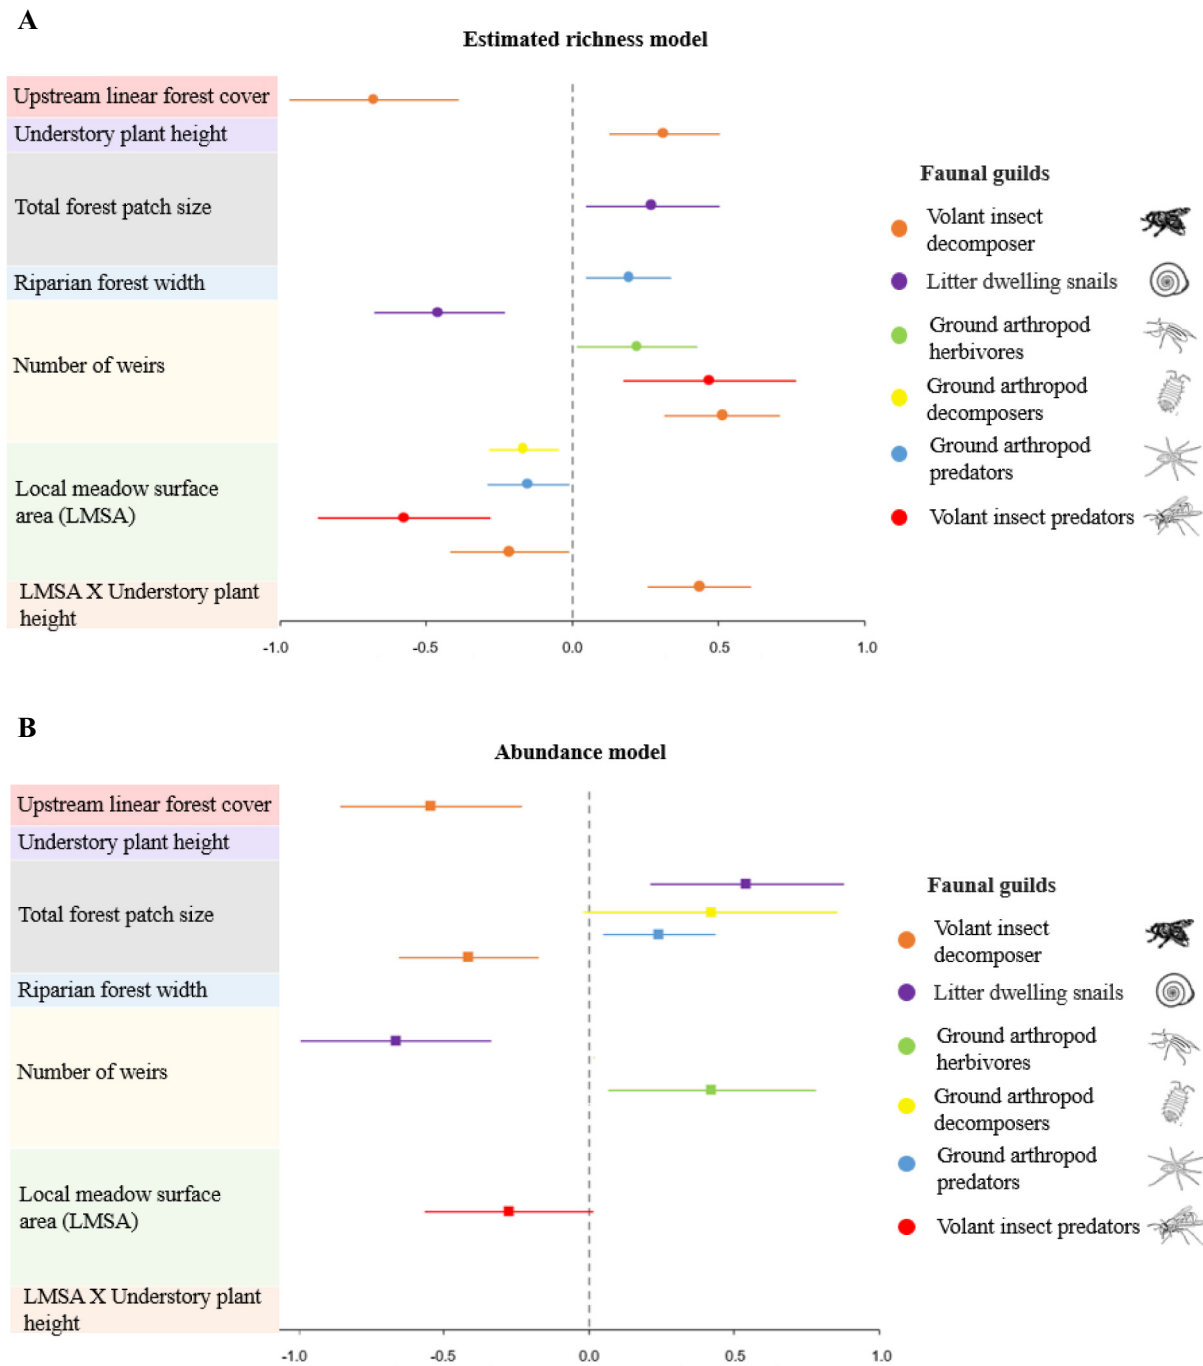 A
Estimated richness model
Upstream linear forest cover
Understory plant height
Total forest patch size
Riparian forest width
Number of weirs
Local meadow surface
area (LMSA)
LMSA X Understory plant
height
-1.0
-0.5
0.0
0.5
1.0
Faunal guilds
Volant insect
decomposer
Litter dwelling snails
Ground arthropod
herbivores
Ground arthropod
decomposers
Ground arthropod
predators
Volant insect predators
B
Abundance model
Upstream linear forest cover
Understory plant height
Total forest patch size
Riparian forest width
Number of weirs
Local meadow surface
area (LMSA)
LMSA X Understory plant
height
-1.0
-0.5
0.0
0.5
1.0
Faunal guilds
Volant insect
decomposer
Litter dwelling snails
Ground arthropod
herbivores
Ground arthropod
decomposers
Ground arthropod
predators
Volant insect predators